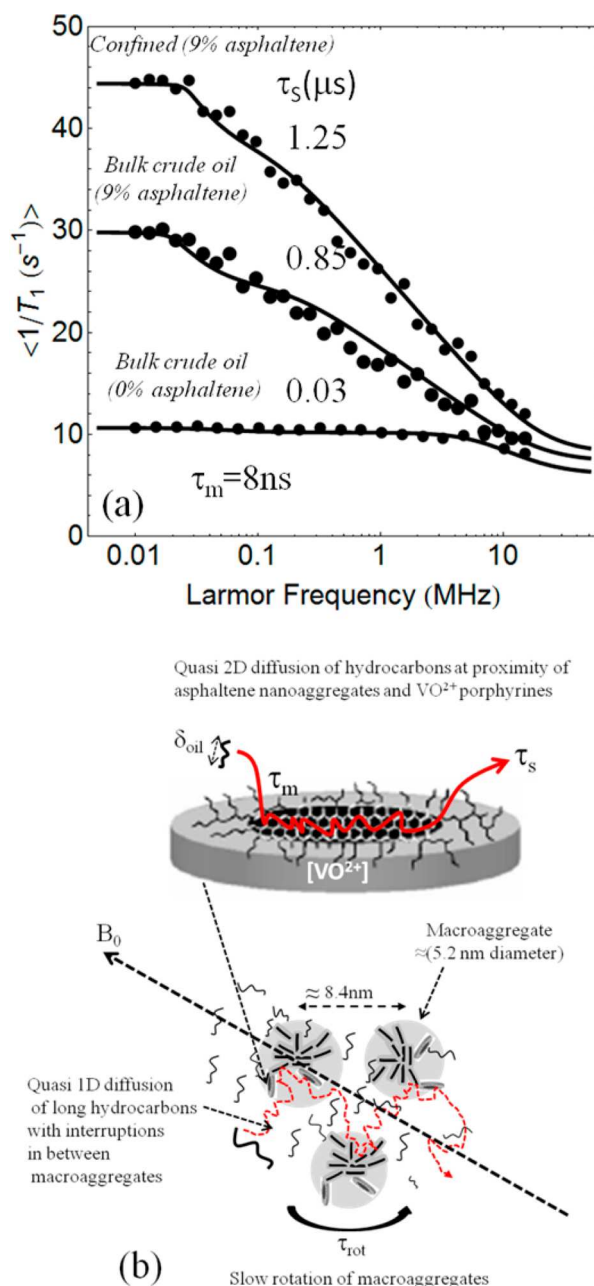 Confined (9% asphaltene)
50
τS(μs)
1.25
40
Bulk crude oil
(9% asphaltene)
30
0.85
<1/T1 (s⁻¹)>
20
Bulk crude oil
(0% asphaltene)
0.03
10
τm=8ns
(a)
0
0.01 0.1 1 10
Larmor Frequency (MHz)
Quasi 2D diffusion of hydrocarbons at proximity of
asphaltene nanoaggregates and VO²⁺ porphyrines
δoil
τm
τs
[VO²⁺]
B0
Macroaggregate
≈(5.2 nm diameter)
≈ 8.4nm
Quasi 1D diffusion
of long hydrocarbons
with interruptions
in between
macroaggregates
τrot
(b)
Slow rotation of macroaggregates